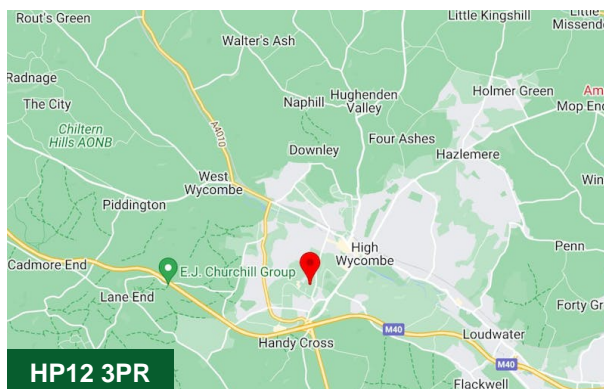 Rout's Green
Little Kingshill
Little
Missende
Walter's Ash
Radnage
The City
Naphill
Hughenden
Valley
Holmer Green
Am
Mop En
Chiltern
Hills AONB
A4010
Downley
Four Ashes
Hazlemere
West
Wycombe
Win
Piddington
High
Wycombe
Penn
Cadmore End
E.J. Churchill Group
Lane End
Forty Gr
M40
Handy Cross
Loudwater
M40
HP12 3PR
Flackwell